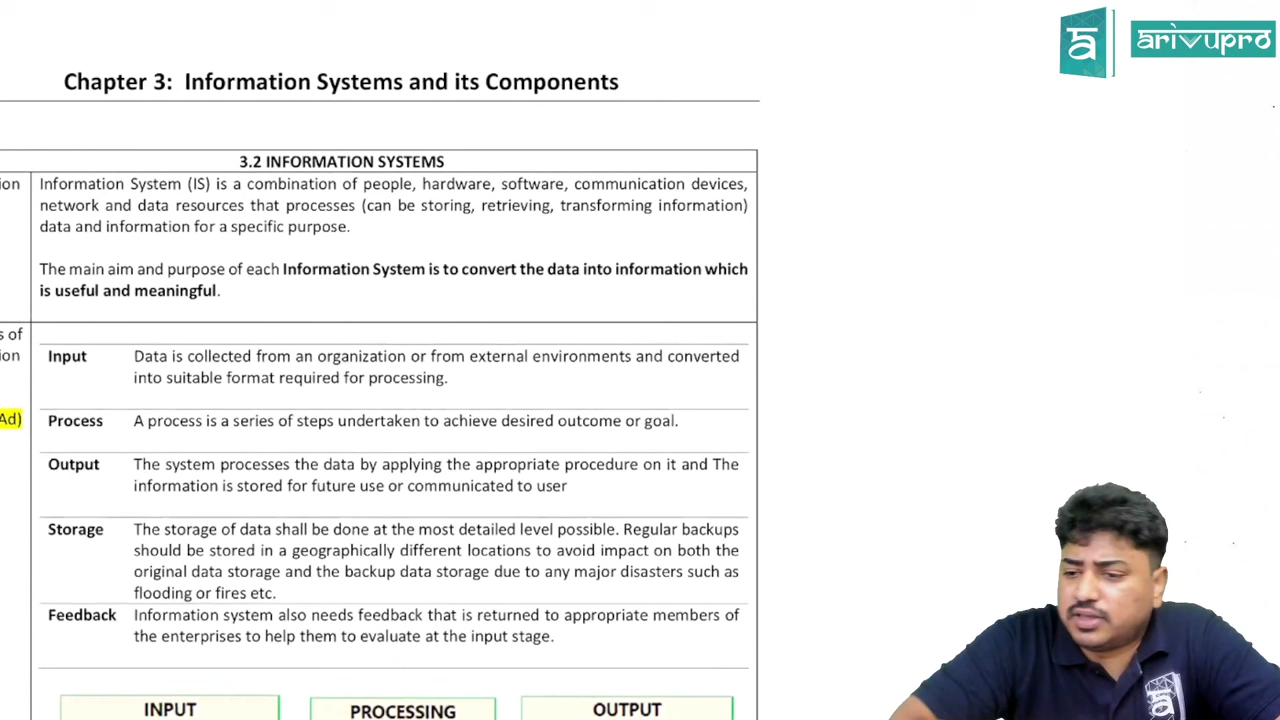 arivupro
Chapter 3: Information Systems and its Components
3.2 INFORMATION SYSTEMS
ion
Information System (IS) is a combination of people, hardware, software, communication devices,
network and data resources that processes (can be storing, retrieving, transforming information)
data and information for a specific purpose.
The main aim and purpose of each Information System is to convert the data into information which
is useful and meaningful.
s of
ion
Ad)
Input Data is collected from an organization or from external environments and converted
into suitable format required for processing.
Process A process is a series of steps undertaken to achieve desired outcome or goal.
Output The system processes the data by applying the appropriate procedure on it and The
information is stored for future use or communicated to user
Storage The storage of data shall be done at the most detailed level possible. Regular backups
should be stored in a geographically different locations to avoid impact on both the
original data storage and the backup data storage due to any major disasters such as
flooding or fires etc.
Feedback Information system also needs feedback that is returned to appropriate members of
the enterprises to help them to evaluate at the input stage.
INPUT PROCESSING OUTPUT